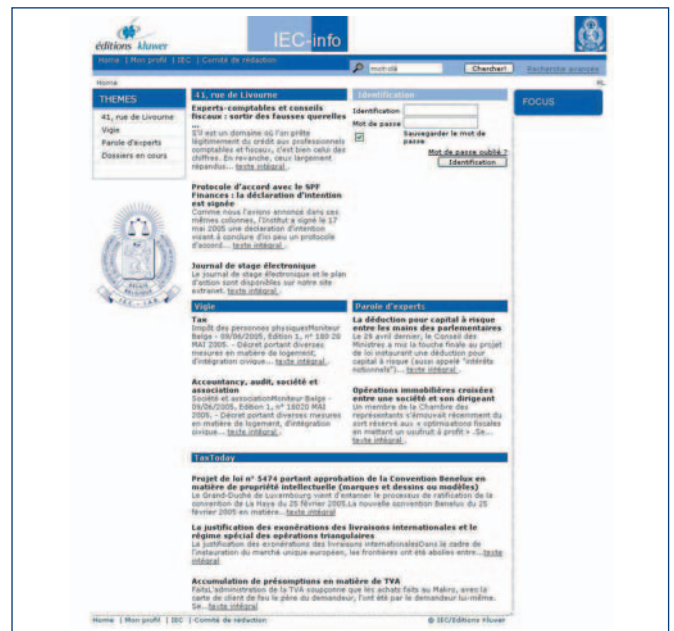 éditions kluwer
IEC-info
Home | Mon profil | IEC | Comité de rédaction
mot-clé
Chercher!
Recherche avancée
Home
NL
THEMES
41, rue de Livourne
Vigie
Parole d'experts
Dossiers en cours
41, rue de Livourne
Experts-comptables et conseils
fiscaux : sortir des fausses querelles
...
S'il est un domaine où l'on prête
légitimement du crédit aux professionnels
comptables et fiscaux, c'est bien celui des
chiffres. En revanche, ceux largement
répandus... texte intégral.
Protocole d'accord avec le SPF
Finances : la déclaration d'intention
est signée
Comme nous l'avions annoncé dans ces
mêmes colonnes, l'Institut a signé le 17
mai 2005 une déclaration d'intention
visant à conclure d'ici peu un protocole
d'accord... texte intégral.
Journal de stage électronique
Le journal de stage électronique et le plan
d'action sont disponibles sur notre site
extranet. texte intégral.
Identification
Identification
Mot de passe
Sauvegarder le mot de
passe
Mot de passe oublié ?
Identification
FOCUS
Vigie
Tax
Impôt des personnes physiquesMoniteur
Belge - 09/06/2005, Edition 1, n° 180 20
MAI 2005. - Décret portant diverses
mesures en matière de logement,
d'intégration civique... texte intégral.
Accountancy, audit, société et
association
Société et associationMoniteur Belge -
09/06/2005, Edition 1, n° 18020 MAI
2005. - Décret portant diverses mesures
en matière de logement, d'intégration
civique... texte intégral.
Parole d'experts
La déduction pour capital à risque
entre les mains des parlementaires
Le 29 avril dernier, le Conseil des
Ministres a mis la touche finale au projet
de loi instaurant une déduction pour
capital à risque (aussi appelé "intérêts
notionnels")... texte intégral.
Opérations immobilières croisées
entre une société et son dirigeant
Un membre de la Chambre des
représentants s'émouvait récemment du
sort réservé aux « optimisations fiscales
en mettant un usufruit à profit » .Se...
texte intégral.
TaxToday
Projet de loi n° 5474 portant approbation de la Convention Benelux en
matière de propriété intellectuelle (marques et dessins ou modèles)
Le Grand-Duché de Luxembourg vient d'entamer le processus de ratification de la
convention de La Haye du 25 février 2005.La nouvelle convention Benelux du 25
février 2005 en matière...texte intégral
La justification des exonérations des livraisons internationales et le
régime spécial des opérations triangulaires
La justification des exonérations des livraisons internationalesDans le cadre de
l'instauration du marché unique européen, les frontières ont été abolies entre...texte
intégral
Accumulation de présomptions en matière de TVA
FaitsL'administration de la TVA soupçonne que les achats faits au Makro, avec la
carte de client de feu le père du demandeur, l'ont été par le demandeur lui-même.
Se...texte intégral
Home | Mon profil | IEC | Comité de rédaction
© IEC/Editions Kluwer